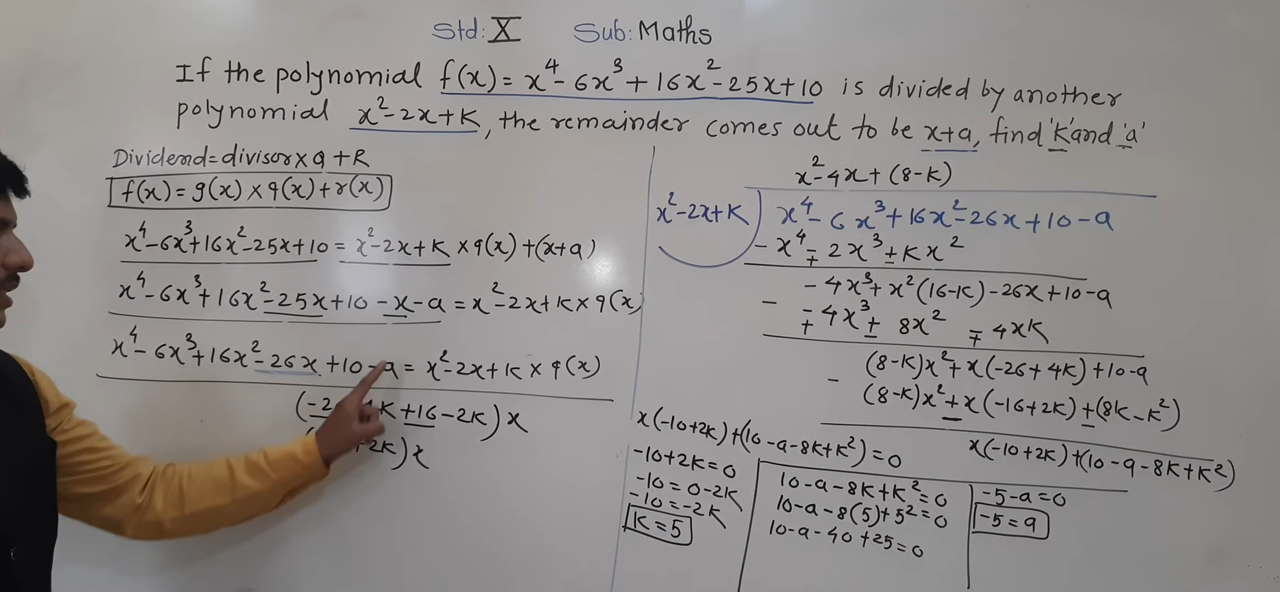 Std: X Sub: Maths
If the polynomial f(x) = x⁴ - 6x³ + 16x² - 25x + 10 is divided by another
polynomial x² - 2x + K, the remainder comes out to be x + a, find 'K' and 'a'
Dividend = divisor × q + R
f(x) = g(x) × q(x) + r(x)
x⁴ - 6x³ + 16x² - 25x + 10 = x² - 2x + K × q(x) + (x + a)
x⁴ - 6x³ + 16x² - 25x + 10 - x - a = x² - 2x + K × q(x)
x⁴ - 6x³ + 16x² - 26x + 10 - a = x² - 2x + K × q(x)
K + 16 - 2K) x
2K) x
x² - 4x + (8 - K)
x² - 2x + K ) x⁴ - 6x³ + 16x² - 26x + 10 - a
- x⁴ ∓ 2x³ ± Kx²
- 4x³ + x²(16 - K) - 26x + 10 - a
- ∓ 4x³ ± 8x² ∓ 4xK
(8 - K)x² + x(-26 + 4K) + 10 - a
- (8 - K)x² + x(-16 + 2K) + (8K - K²)
x(-10 + 2K) + (10 - a - 8K + K²)
x(-10 + 2K) + (10 - a - 8K + K²) = 0
-10 + 2K = 0
-10 = 0 - 2K
-10 = -2K
K = 5
10 - a - 8K + K² = 0
10 - a - 8(5) + 5² = 0
10 - a - 40 + 25 = 0
-5 - a = 0
-5 = a